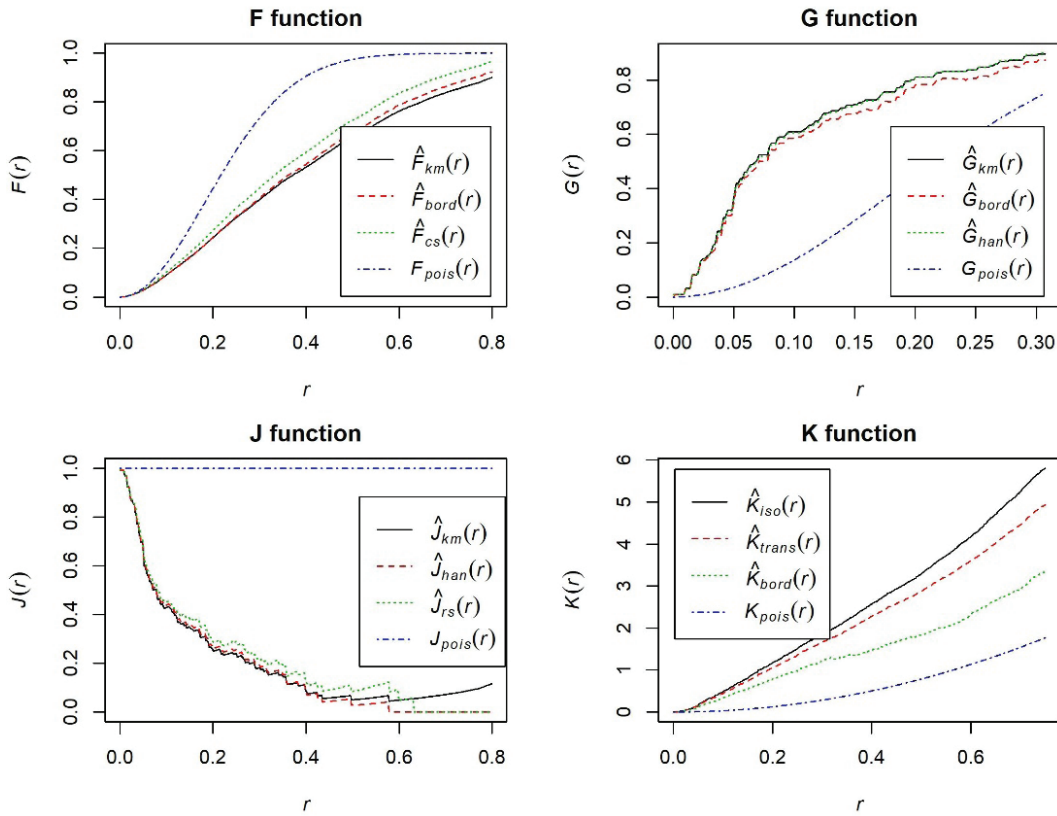 F function
F(r)
1.0
0.8
0.6
0.4
0.2
0.0
F̂km(r)
F̂bord(r)
F̂cs(r)
Fpois(r)
0.0 0.2 0.4 0.6 0.8
r
G function
G(r)
0.8
0.6
0.4
0.2
0.0
Ĝkm(r)
Ĝbord(r)
Ĝhan(r)
Gpois(r)
0.00 0.05 0.10 0.15 0.20 0.25 0.30
r
J function
J(r)
1.0
0.8
0.6
0.4
0.2
0.0
Ĵkm(r)
Ĵhan(r)
Ĵrs(r)
Jpois(r)
0.0 0.2 0.4 0.6 0.8
r
K function
K(r)
6
5
4
3
2
1
0
K̂iso(r)
K̂trans(r)
K̂bord(r)
Kpois(r)
0.0 0.2 0.4 0.6
r